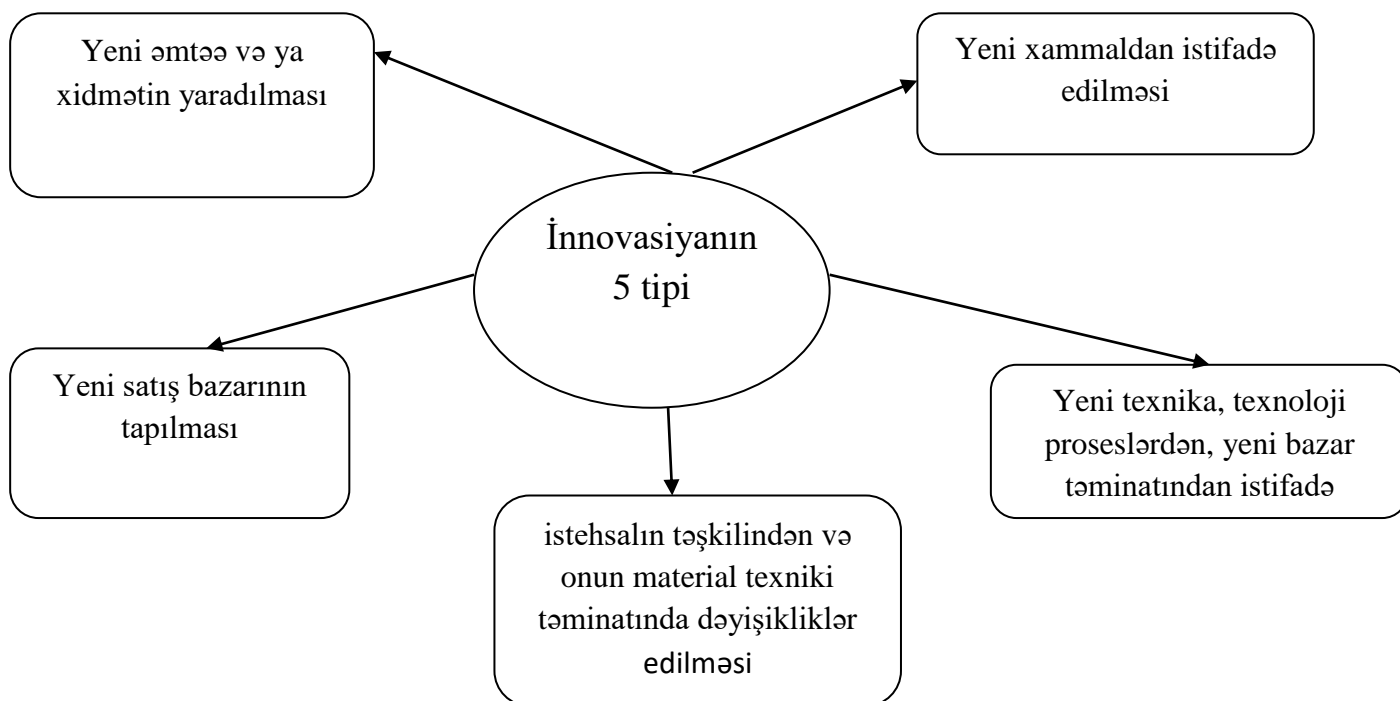 Yeni əmtəə və ya
xidmətin yaradılması
Yeni xammaldan istifadə
edilməsi
İnnovasiyanın
5 tipi
Yeni satış bazarının
tapılması
Yeni texnika, texnoloji
proseslərdən, yeni bazar
təminatından istifadə
istehsalın təşkilindən və
onun material texniki
təminatında dəyişikliklər
edilməsi